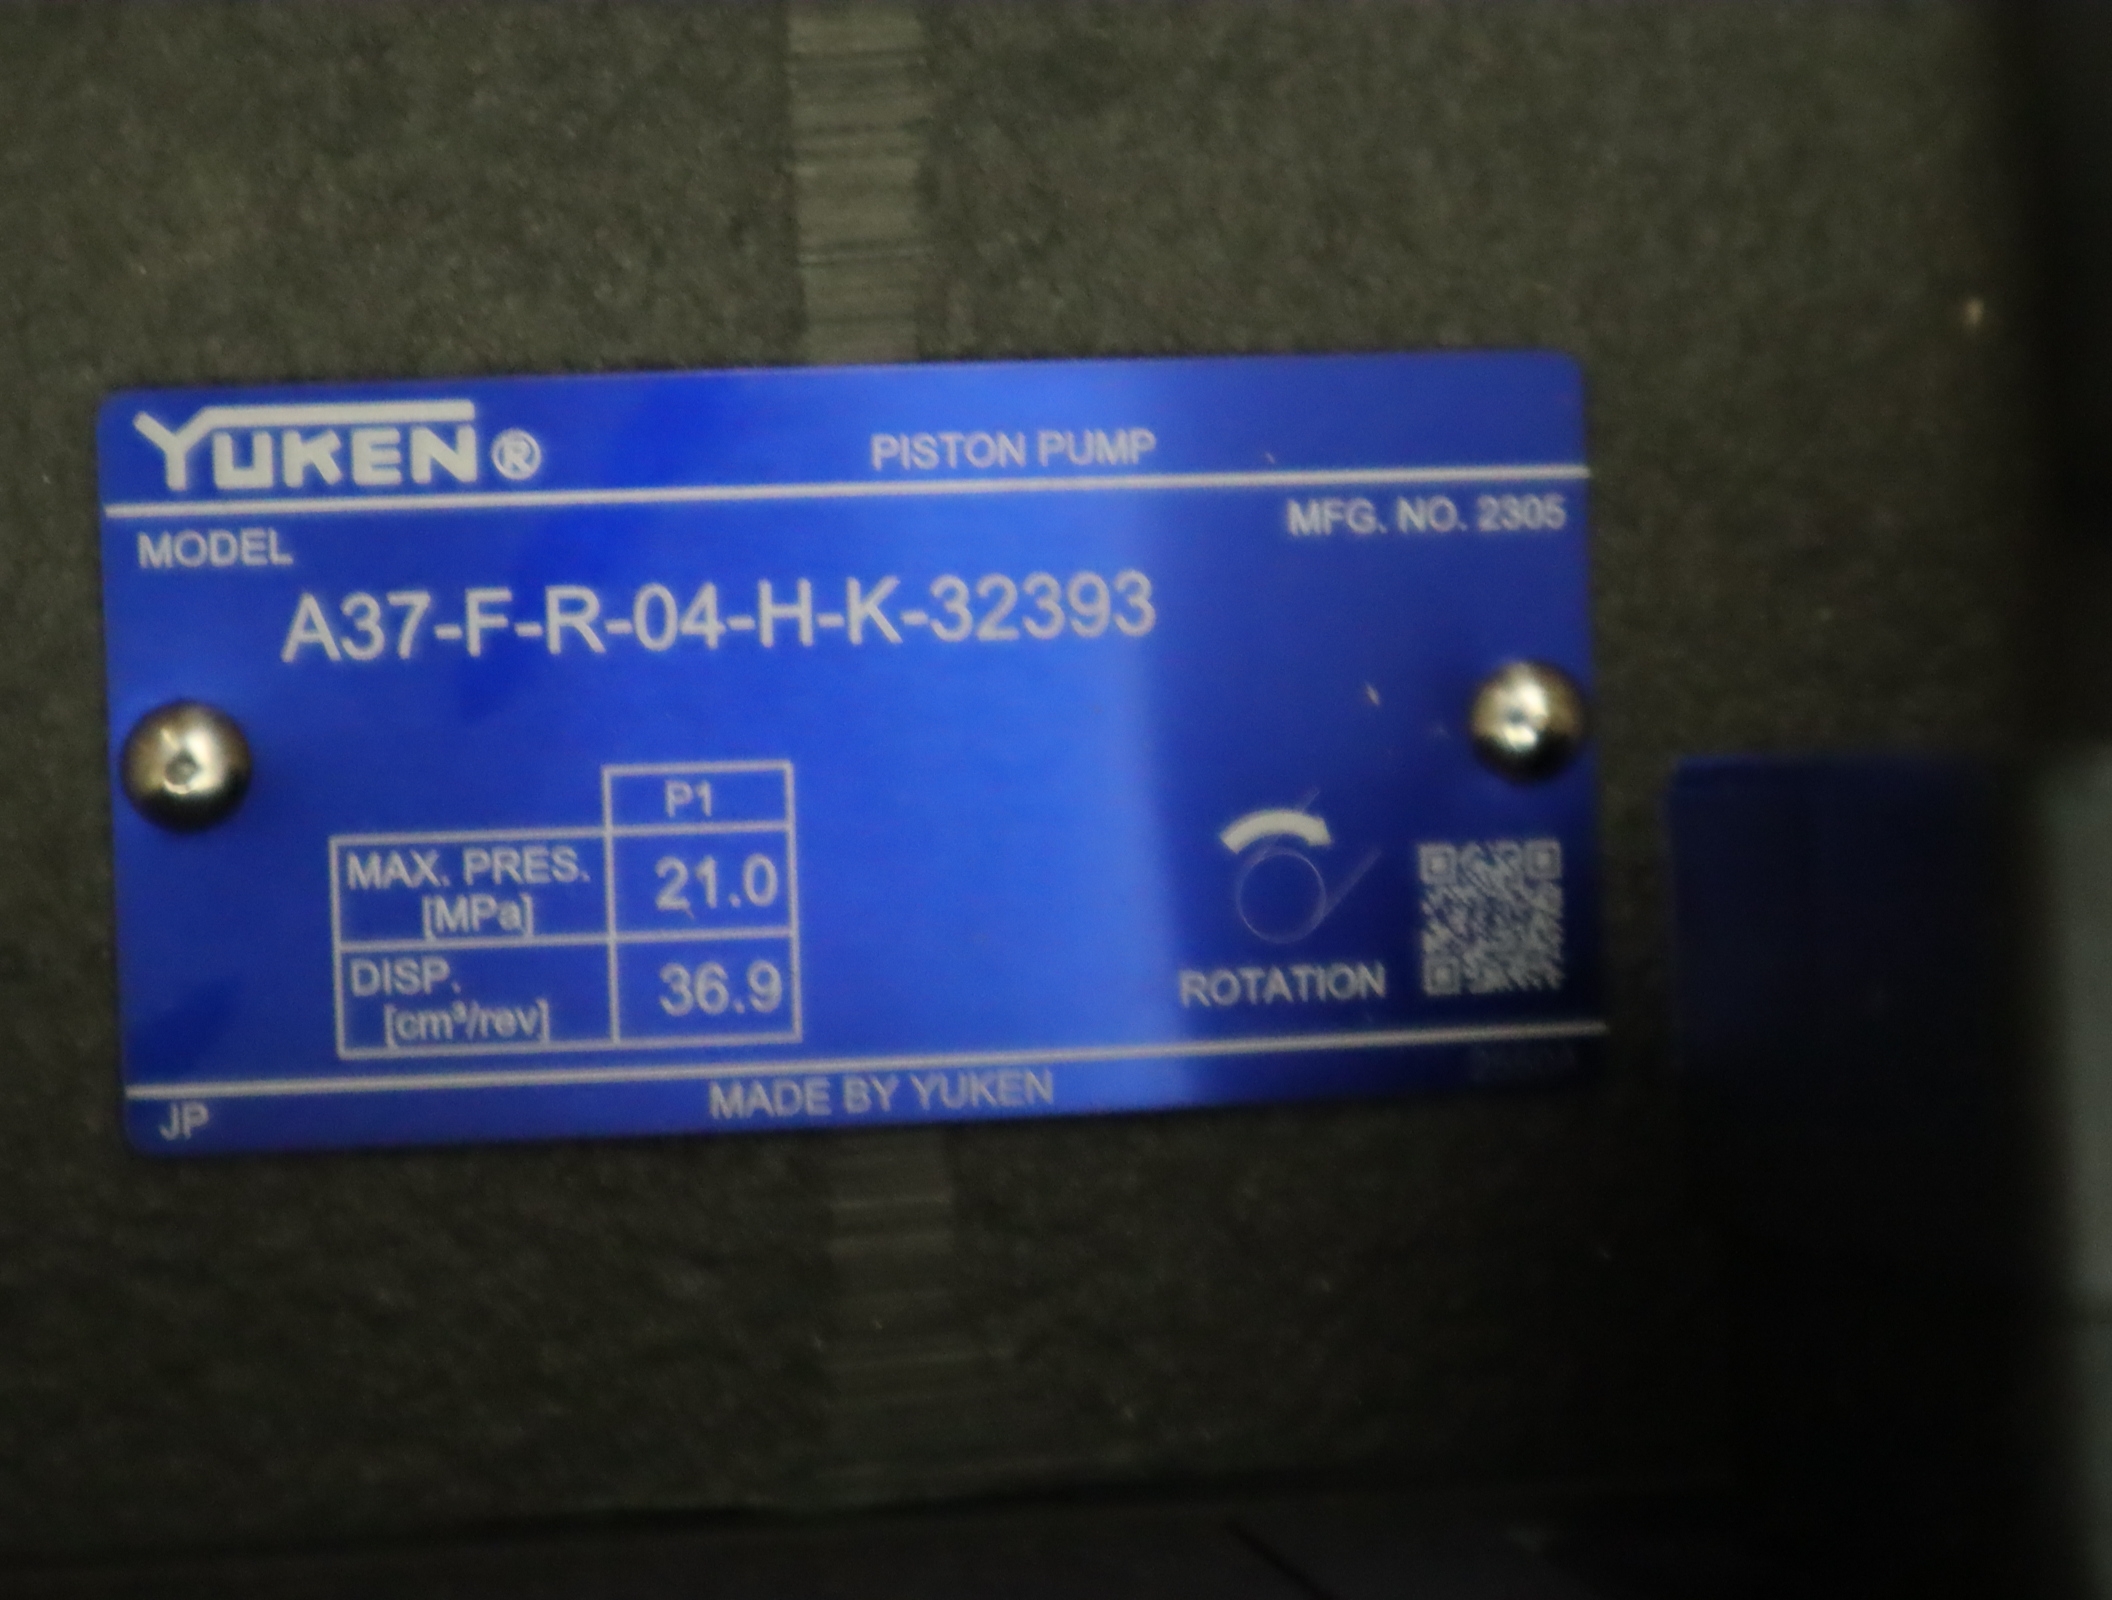 YUKEN®
PISTON PUMP
MFG. NO. 2305
MODEL
A37-F-R-04-H-K-32393
P1
MAX. PRES. 21.0
[MPa]
DISP. 36.9
[cm³/rev]
ROTATION
JP
MADE BY YUKEN